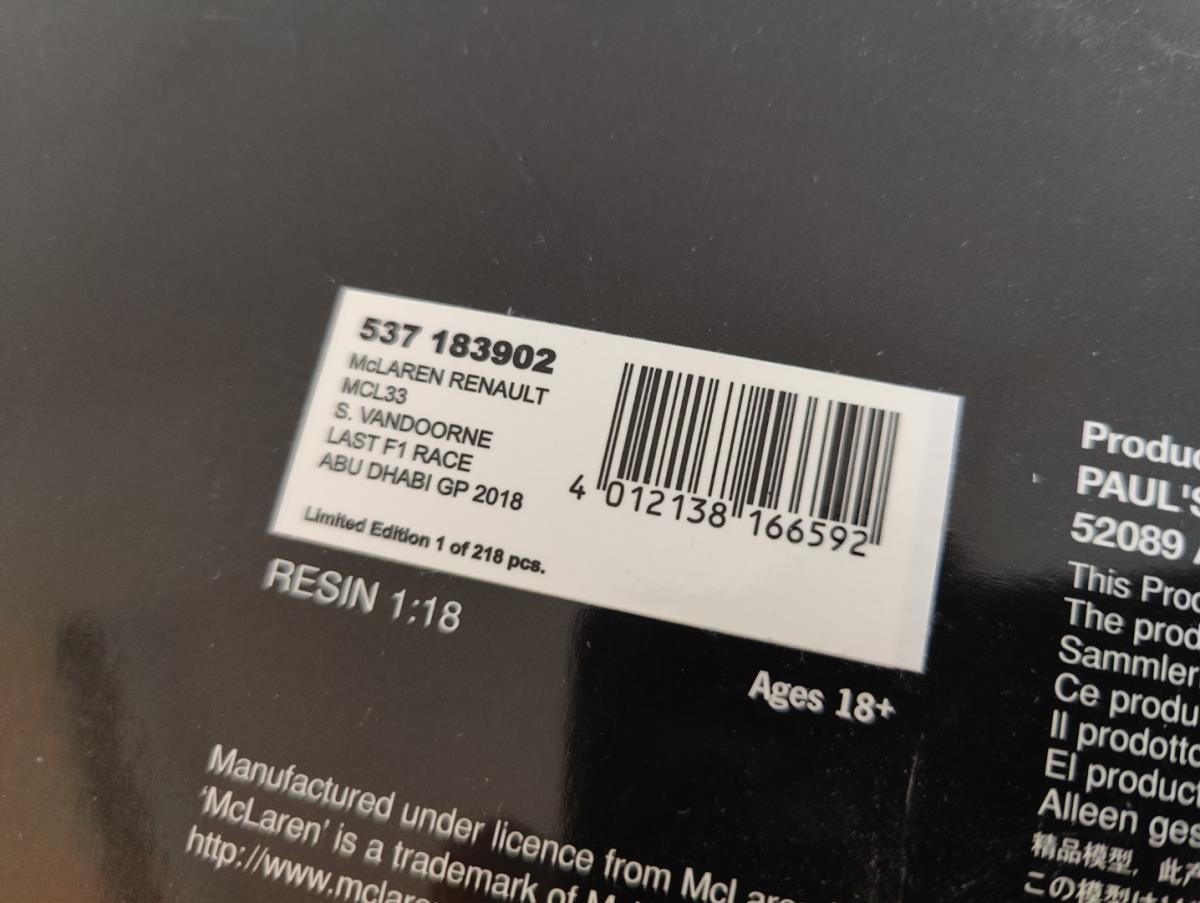 537 183902
McLAREN RENAULT
MCL33
S. VANDOORNE
LAST F1 RACE
ABU DHABI GP 2018
Limited Edition 1 of 218 pcs.
4 012138 166592
RESIN 1:18
Ages 18+
Manufactured under licence from McLare
'McLaren' is a trademark of M
http://www.mclare
Produc
PAUL'S
52089 A
This Proc
The prod
Sammler
Ce produ
Il prodotto
El product
Alleen ges
精品模型，此产
この模型は